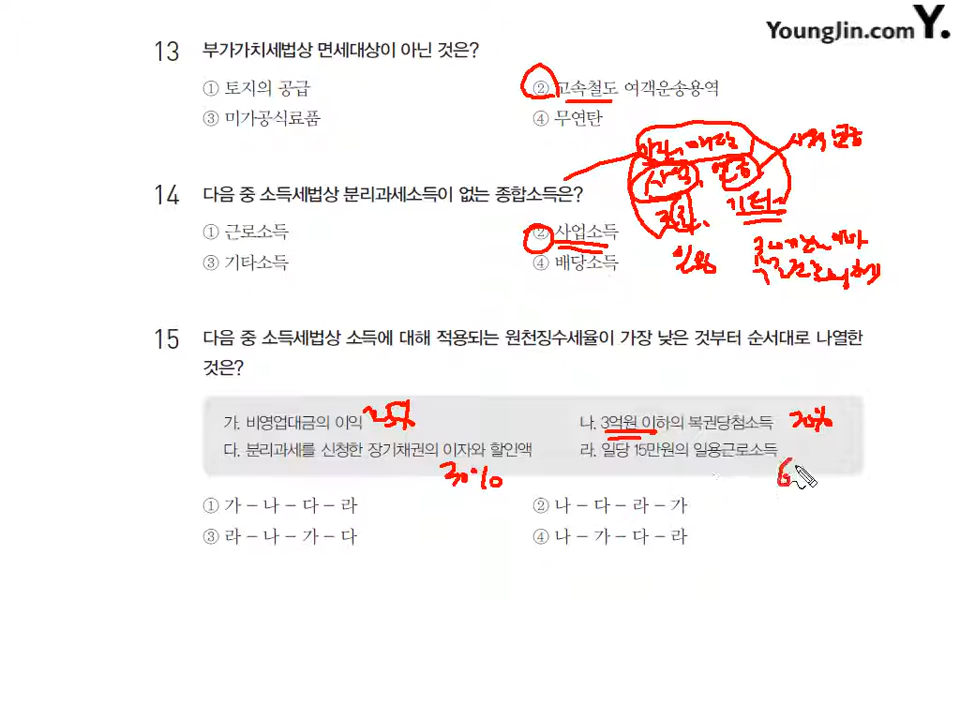 YoungJin.com Y.
13 부가가치세법상 면세대상이 아닌 것은?
① 토지의 공급 ② 고속철도 여객운송용역
③ 미가공식료품 ④ 무연탄
이자, 배당
사업, 연금
근로, 기타
사적 연금
일용
14 다음 중 소득세법상 분리과세소득이 없는 종합소득은?
① 근로소득 ② 사업소득
③ 기타소득 ④ 배당소득
15 다음 중 소득세법상 소득에 대해 적용되는 원천징수세율이 가장 낮은 것부터 순서대로 나열한
것은?
가. 비영업대금의 이익 25% 나. 3억원 이하의 복권당첨소득 20%
다. 분리과세를 신청한 장기채권의 이자와 할인액 라. 일당 15만원의 일용근로소득
30% 6
① 가 – 나 – 다 – 라 ② 나 – 다 – 라 – 가
③ 라 – 나 – 가 – 다 ④ 나 – 가 – 다 – 라